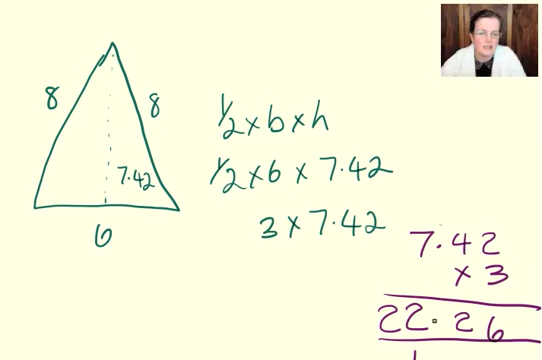 8
8
7.42
6
1/2 x b x h
1/2 x 6 x 7.42
3 x 7.42
7.42
x 3
22.26